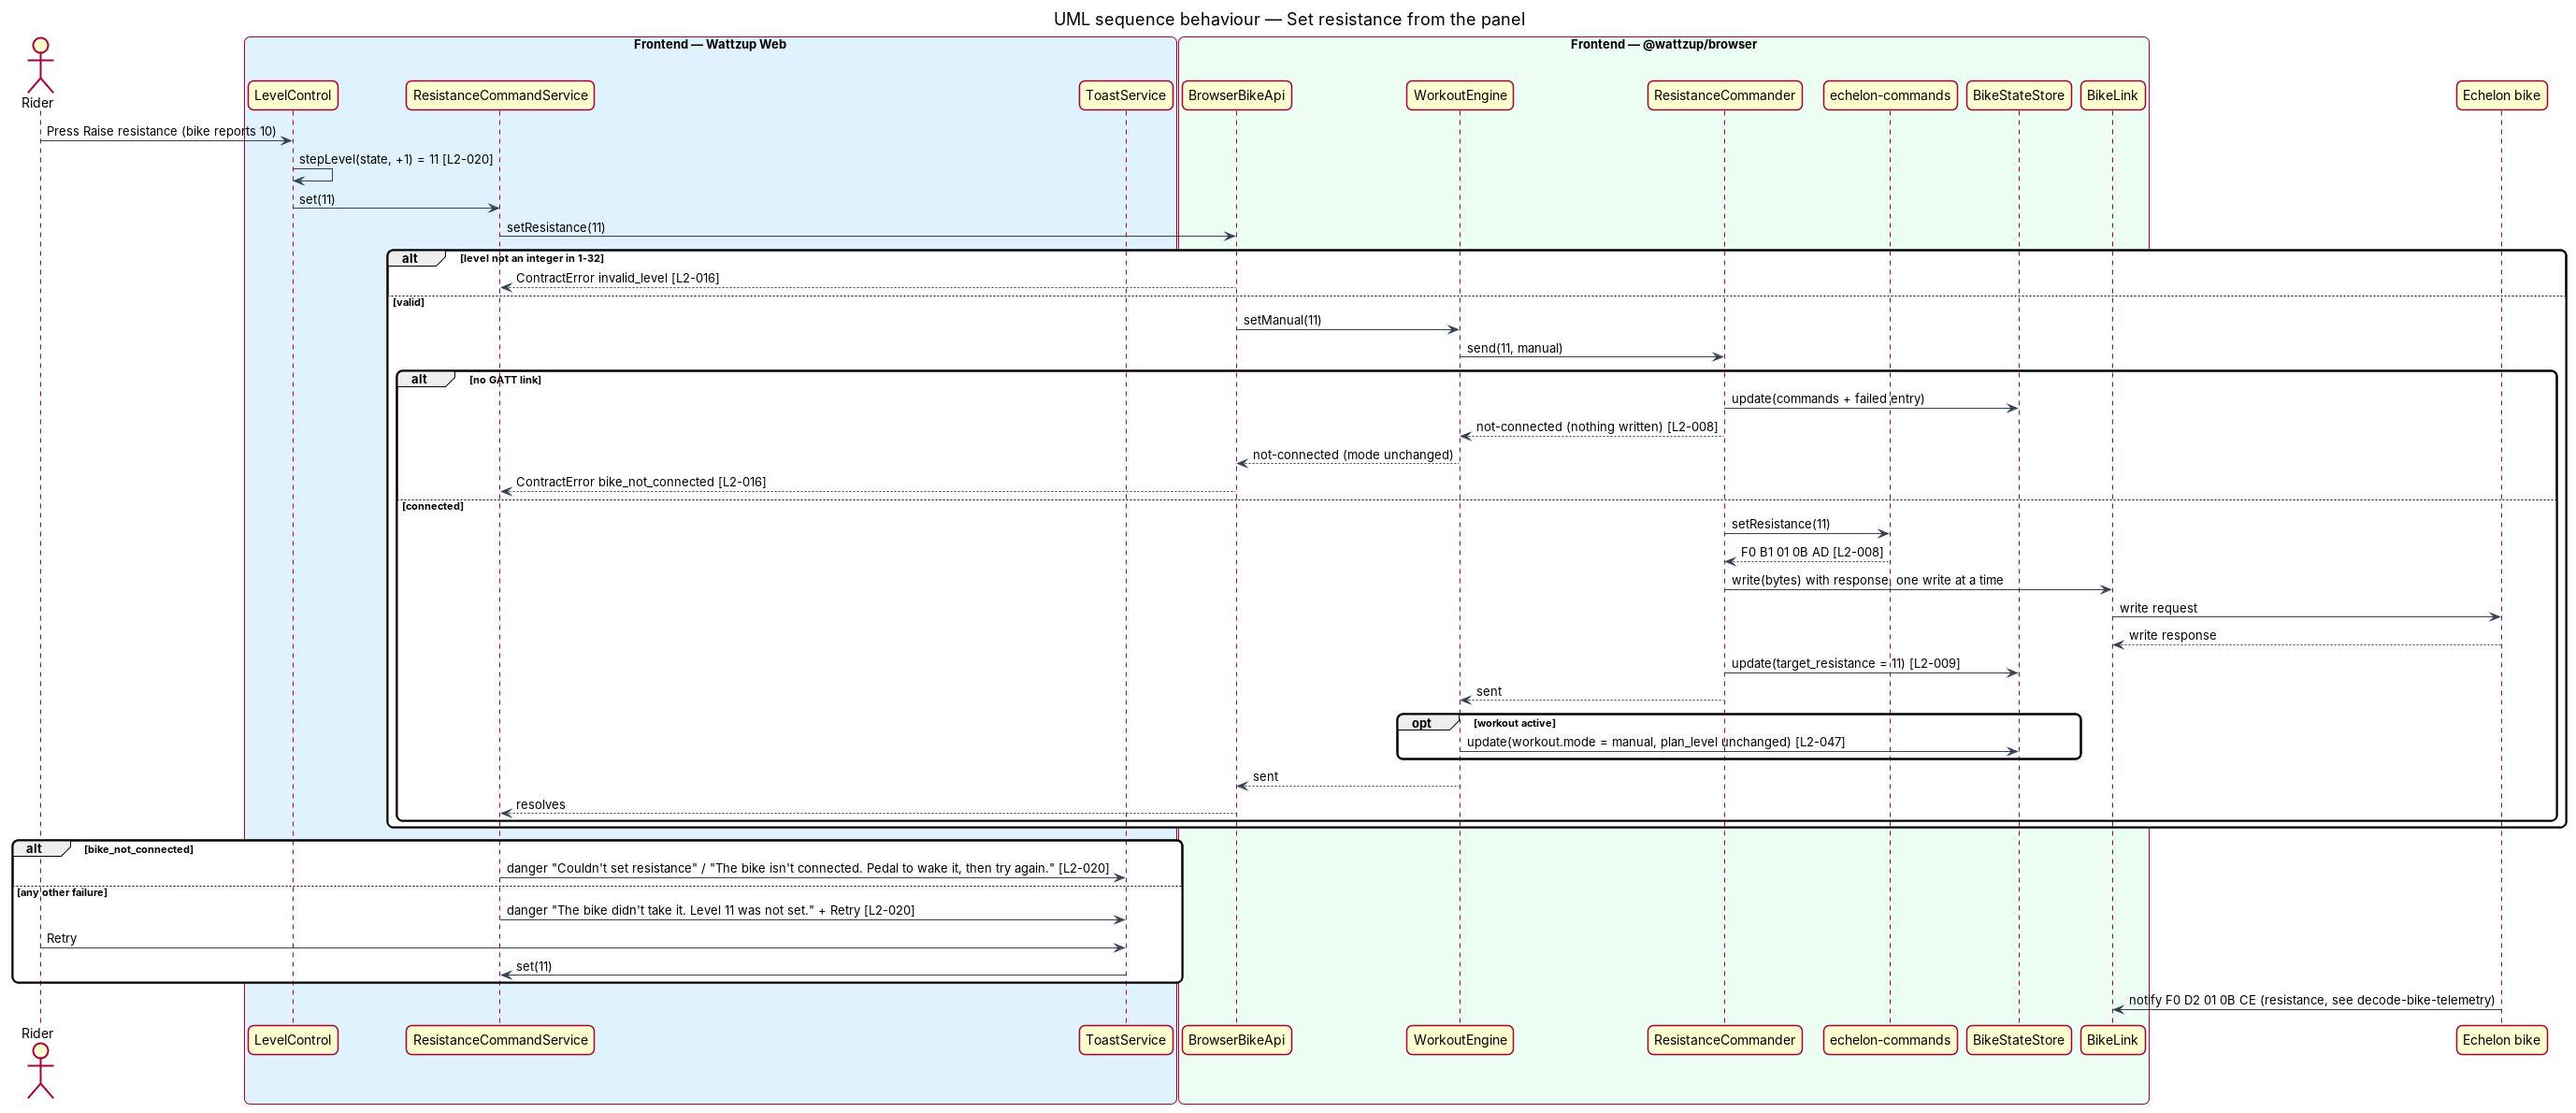 UML sequence behaviour — Set resistance from the panel
Frontend — Wattzup Web
Frontend — @wattzup/browser
Rider
LevelControl
ResistanceCommandService
ToastService
BrowserBikeApi
WorkoutEngine
ResistanceCommander
echelon-commands
BikeStateStore
BikeLink
Echelon bike
Press Raise resistance (bike reports 10)
stepLevel(state, +1) = 11 [L2-020]
set(11)
setResistance(11)
alt [level not an integer in 1-32]
ContractError invalid_level [L2-016]
[valid]
setManual(11)
send(11, manual)
alt [no GATT link]
update(commands + failed entry)
not-connected (nothing written) [L2-008]
not-connected (mode unchanged)
ContractError bike_not_connected [L2-016]
[connected]
setResistance(11)
F0 B1 01 0B AD [L2-008]
write(bytes) with response, one write at a time
write request
write response
update(target_resistance = 11) [L2-009]
sent
opt [workout active]
update(workout.mode = manual, plan_level unchanged) [L2-047]
sent
resolves
alt [bike_not_connected]
danger "Couldn't set resistance" / "The bike isn't connected. Pedal to wake it, then try again." [L2-020]
[any other failure]
danger "The bike didn't take it. Level 11 was not set." + Retry [L2-020]
Retry
set(11)
notify F0 D2 01 0B CE (resistance, see decode-bike-telemetry)
Rider
LevelControl
ResistanceCommandService
ToastService
BrowserBikeApi
WorkoutEngine
ResistanceCommander
echelon-commands
BikeStateStore
BikeLink
Echelon bike